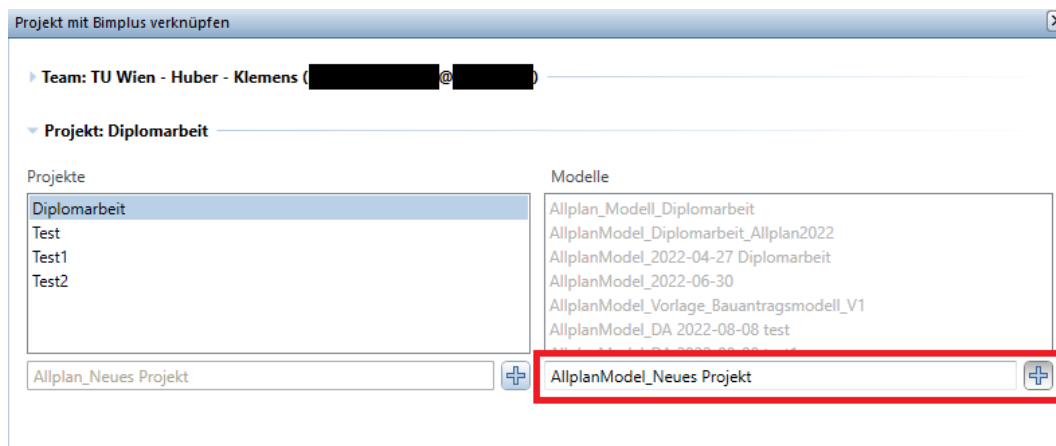 Projekt mit Bimplus verknüpfen
Team: TU Wien - Huber - Klemens ( @ )
Projekt: Diplomarbeit
Projekte
Diplomarbeit
Test
Test1
Test2
Allplan_Neues Projekt
Modelle
Allplan_Modell_Diplomarbeit
AllplanModel_Diplomarbeit_Allplan2022
AllplanModel_2022-04-27 Diplomarbeit
AllplanModel_2022-06-30
AllplanModel_Vorlage_Bauantragsmodell_V1
AllplanModel_DA 2022-08-08 test
AllplanModel_Neues Projekt